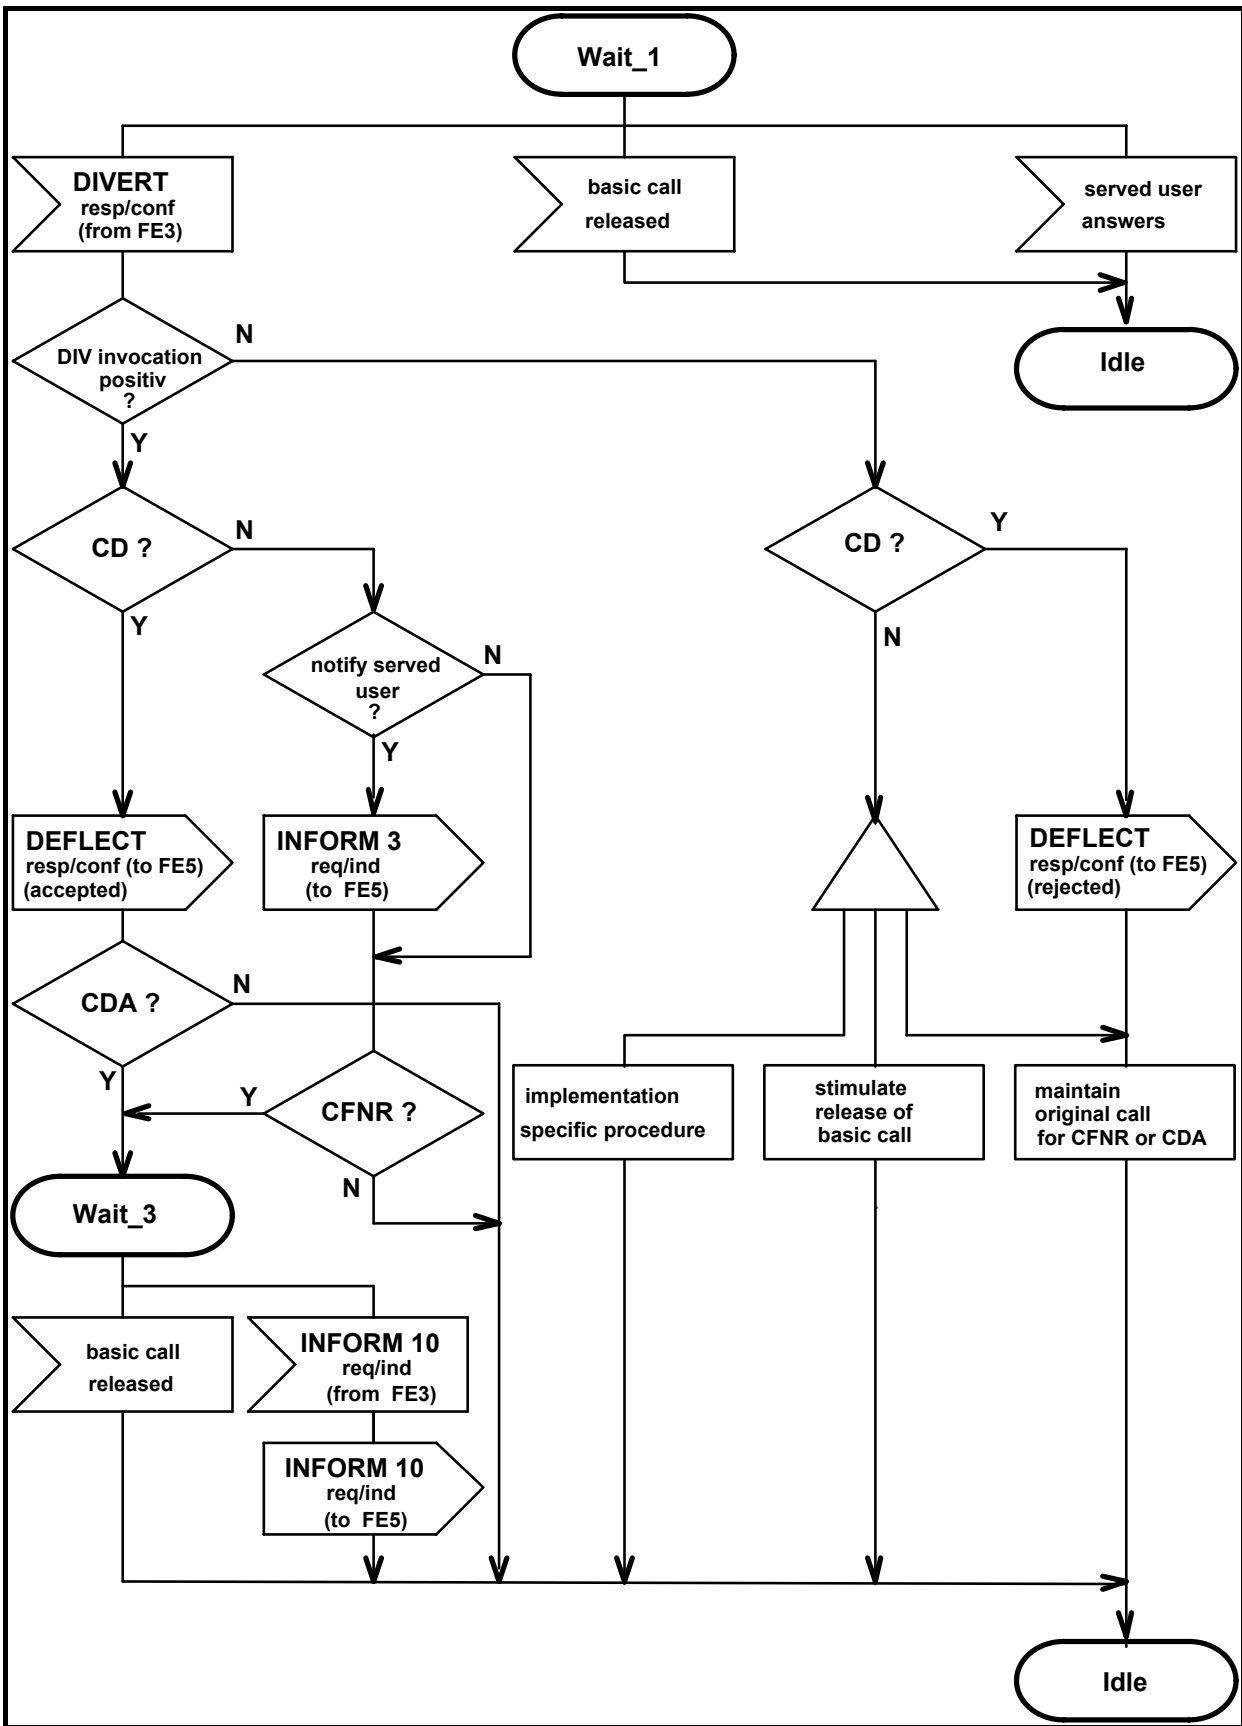 Wait_1
DIVERT
resp/conf
(from FE3)
basic call
released
served user
answers
N
DIV invocation
positiv
?
Idle
Y
CD ?
N
CD ?
Y
Y
N
notify served
user
?
N
Y
DEFLECT
resp/conf (to FE5)
(accepted)
INFORM 3
req/ind
(to FE5)
DEFLECT
resp/conf (to FE5)
(rejected)
CDA ?
N
Y
Y
CFNR ?
N
implementation
specific procedure
stimulate
release of
basic call
maintain
original call
for CFNR or CDA
Wait_3
basic call
released
INFORM 10
req/ind
(from FE3)
INFORM 10
req/ind
(to FE5)
Idle